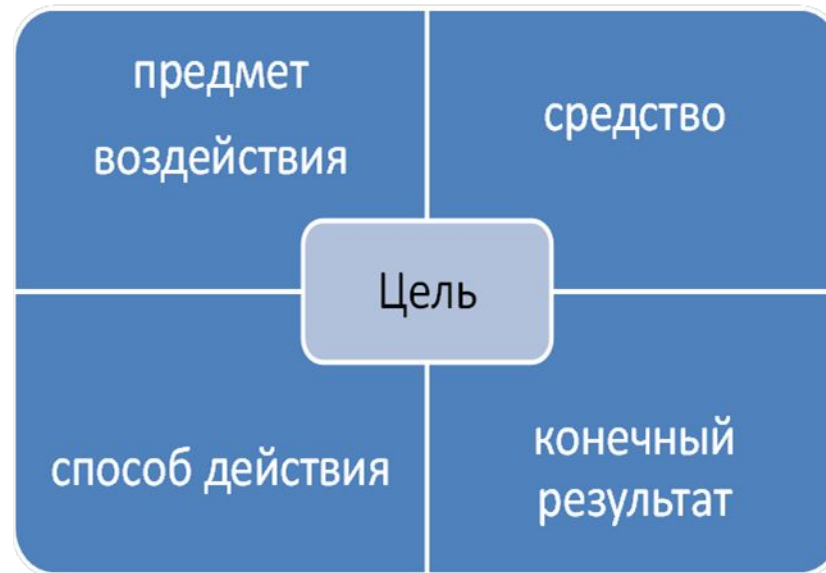 предмет
воздействия
средство
Цель
способ действия
конечный
результат